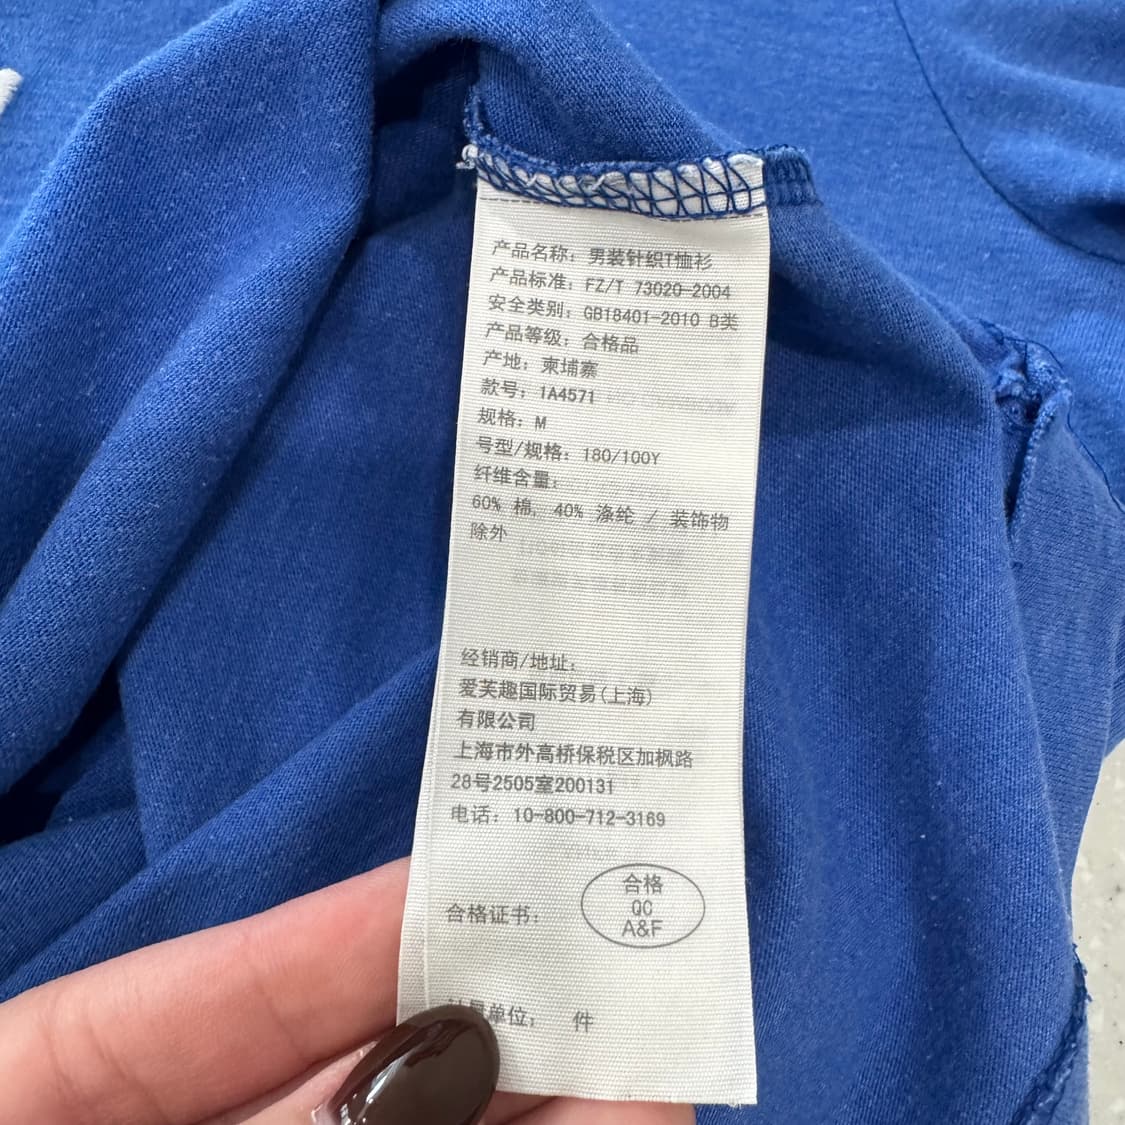 产品名称：男装针织T恤衫
产品标准：FZ/T 73020-2004
安全类别：GB18401-2010 B类
产品等级：合格品
产地：柬埔寨
款号：1A4571
规格：M
号型/规格：180/100Y
纤维含量：
60% 棉, 40% 涤纶 / 装饰物
除外
经销商/地址：
爱芙趣国际贸易(上海)
有限公司
上海市外高桥保税区加枫路
28号2505室200131
电话：10-800-712-3169
合格
QC
A&F
合格证书：
计量单位： 件